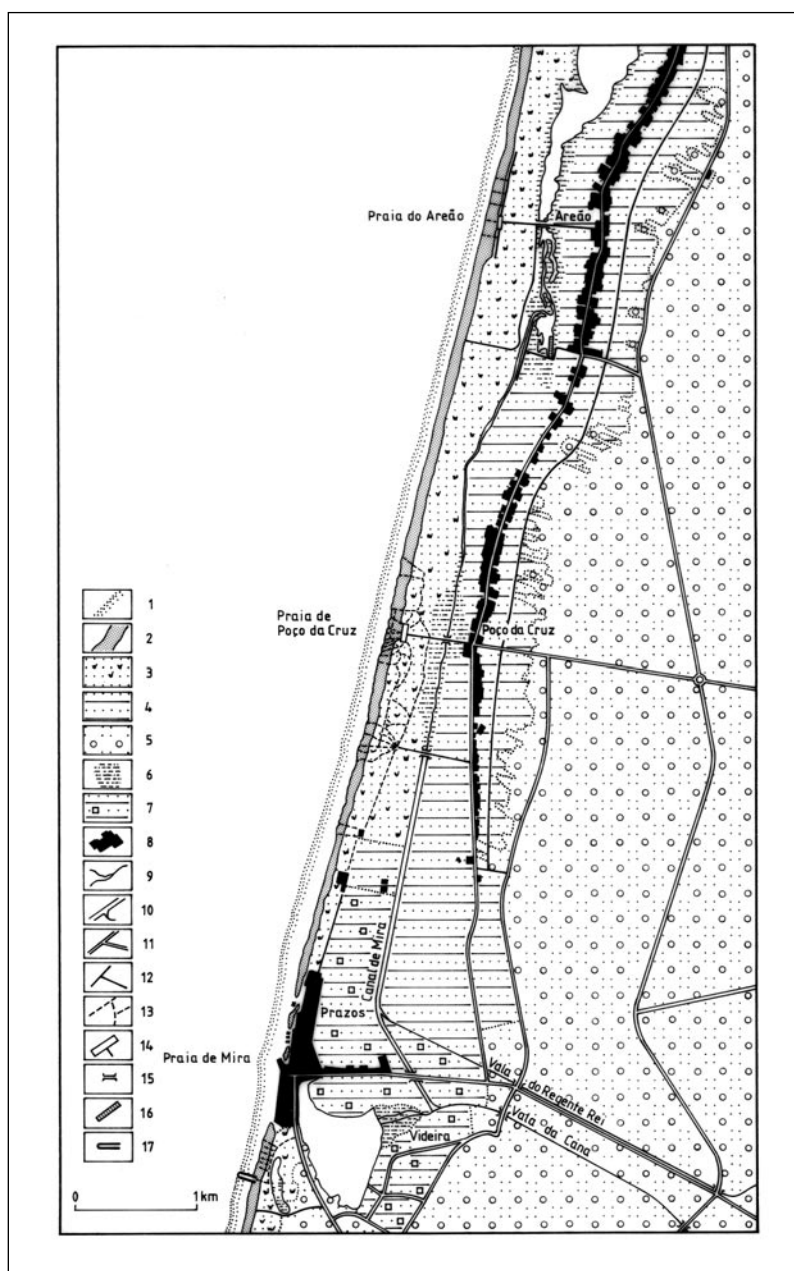 Praia do Areão
Areão
Praia de
Poço da Cruz
Poço da Cruz
1
2
3
4
5
6
7
8
9
10
11
12
13
14
15
16
17
Canal de Mira
Prazos
Praia de Mira
Vala do Regente Rei
Vala da Cana
Videira
0 1km